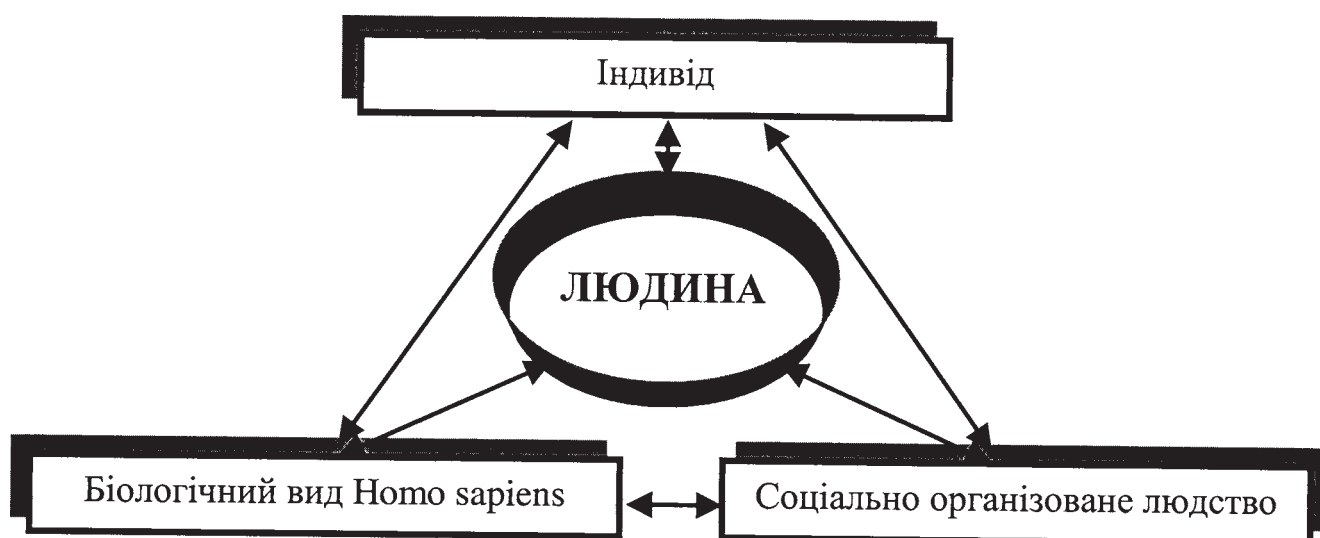 Індивід
ЛЮДИНА
Біологічний вид Homo sapiens
Соціально організоване людство